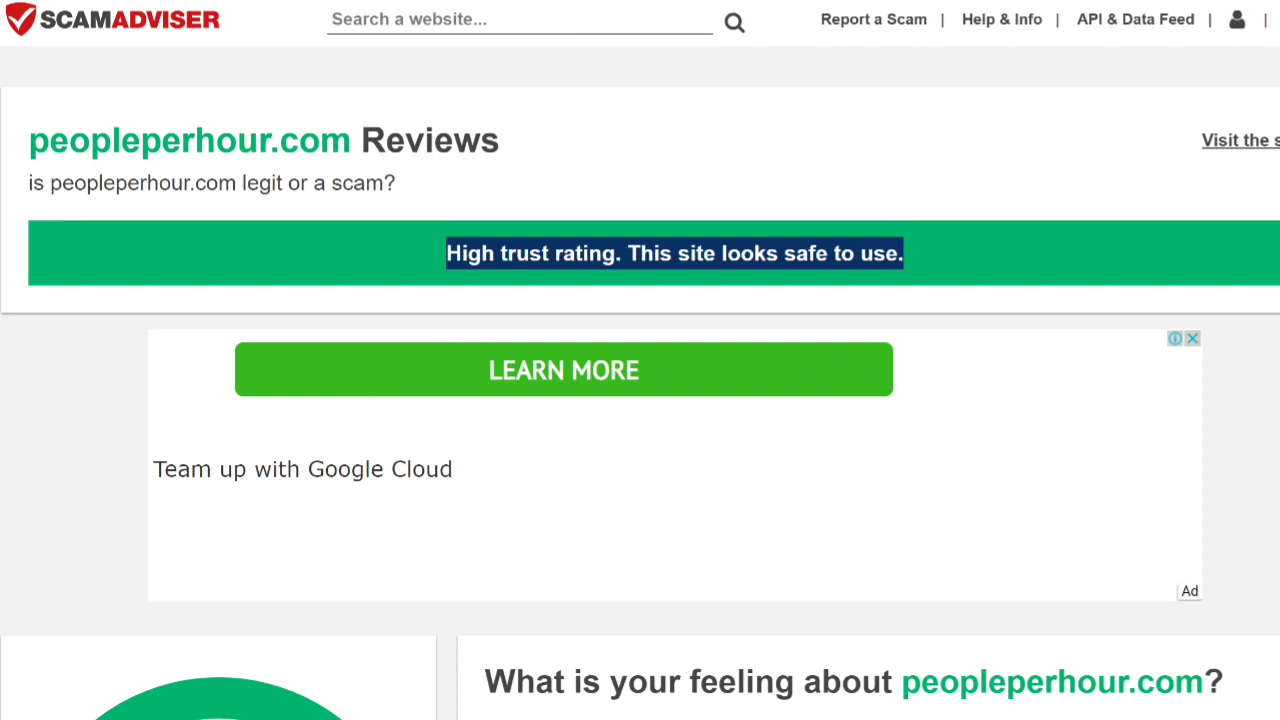 SCAMADVISER
Search a website...
Report a Scam | Help & Info | API & Data Feed | |
peopleperhour.com Reviews
Visit the s
is peopleperhour.com legit or a scam?
High trust rating. This site looks safe to use.
LEARN MORE
Team up with Google Cloud
Ad
What is your feeling about peopleperhour.com?